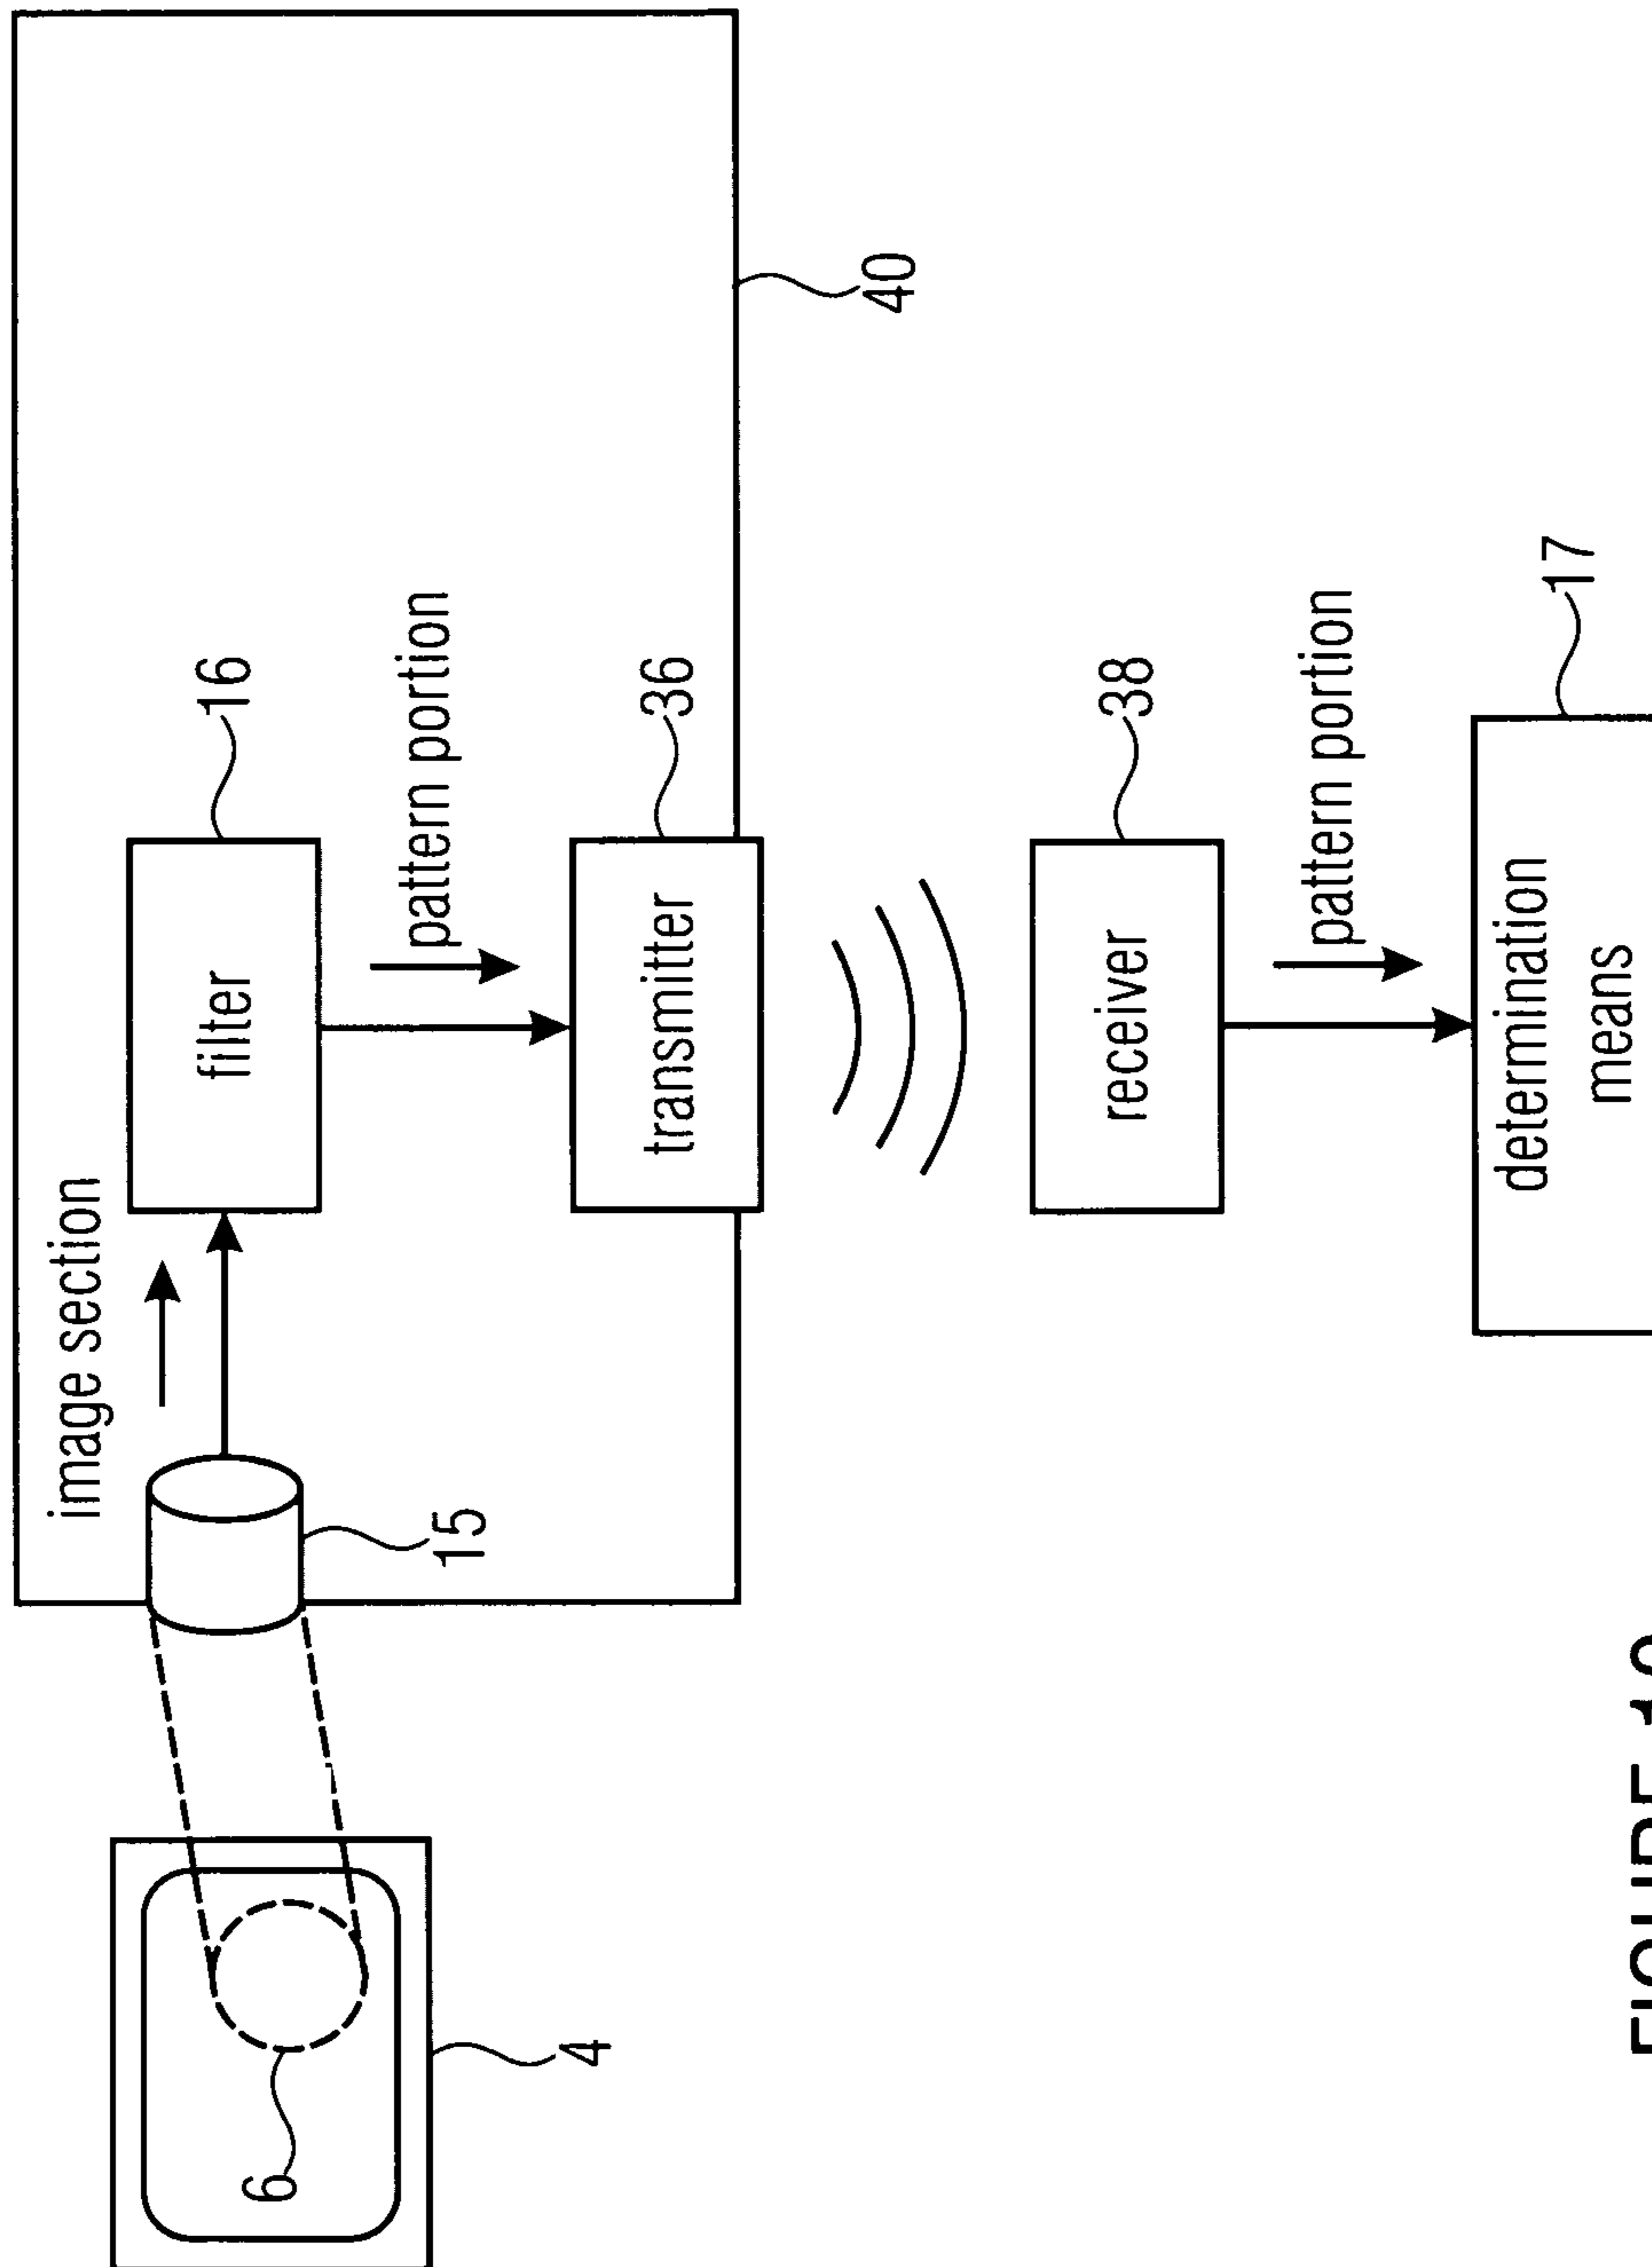 image section
6
filter
16
pattern portion
15
4
transmitter
36
40
receiver
38
pattern portion
determination
means
17
FIGURE